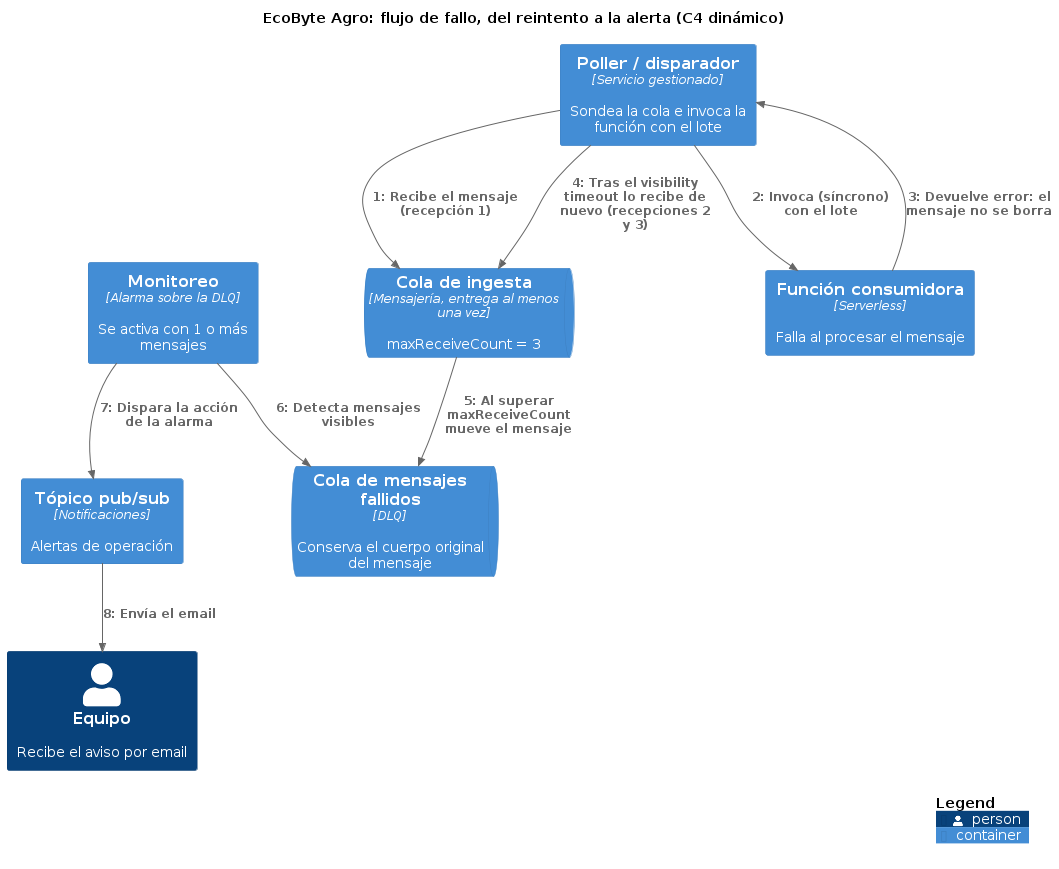 EcoByte Agro: flujo de fallo, del reintento a la alerta (C4 dinámico)
Poller / disparador
[Servicio gestionado]
Sondea la cola e invoca la
función con el lote
1: Recibe el mensaje
(recepción 1)
4: Tras el visibility
timeout lo recibe de
nuevo (recepciones 2
y 3)
2: Invoca (síncrono)
con el lote
3: Devuelve error: el
mensaje no se borra
Monitoreo
[Alarma sobre la DLQ]
Se activa con 1 o más
mensajes
Cola de ingesta
[Mensajería, entrega al menos
una vez]
maxReceiveCount = 3
Función consumidora
[Serverless]
Falla al procesar el mensaje
7: Dispara la acción
de la alarma
6: Detecta mensajes
visibles
5: Al superar
maxReceiveCount
mueve el mensaje
Tópico pub/sub
[Notificaciones]
Alertas de operación
Cola de mensajes
fallidos
[DLQ]
Conserva el cuerpo original
del mensaje
8: Envía el email
Equipo
Recibe el aviso por email
Legend
person
container